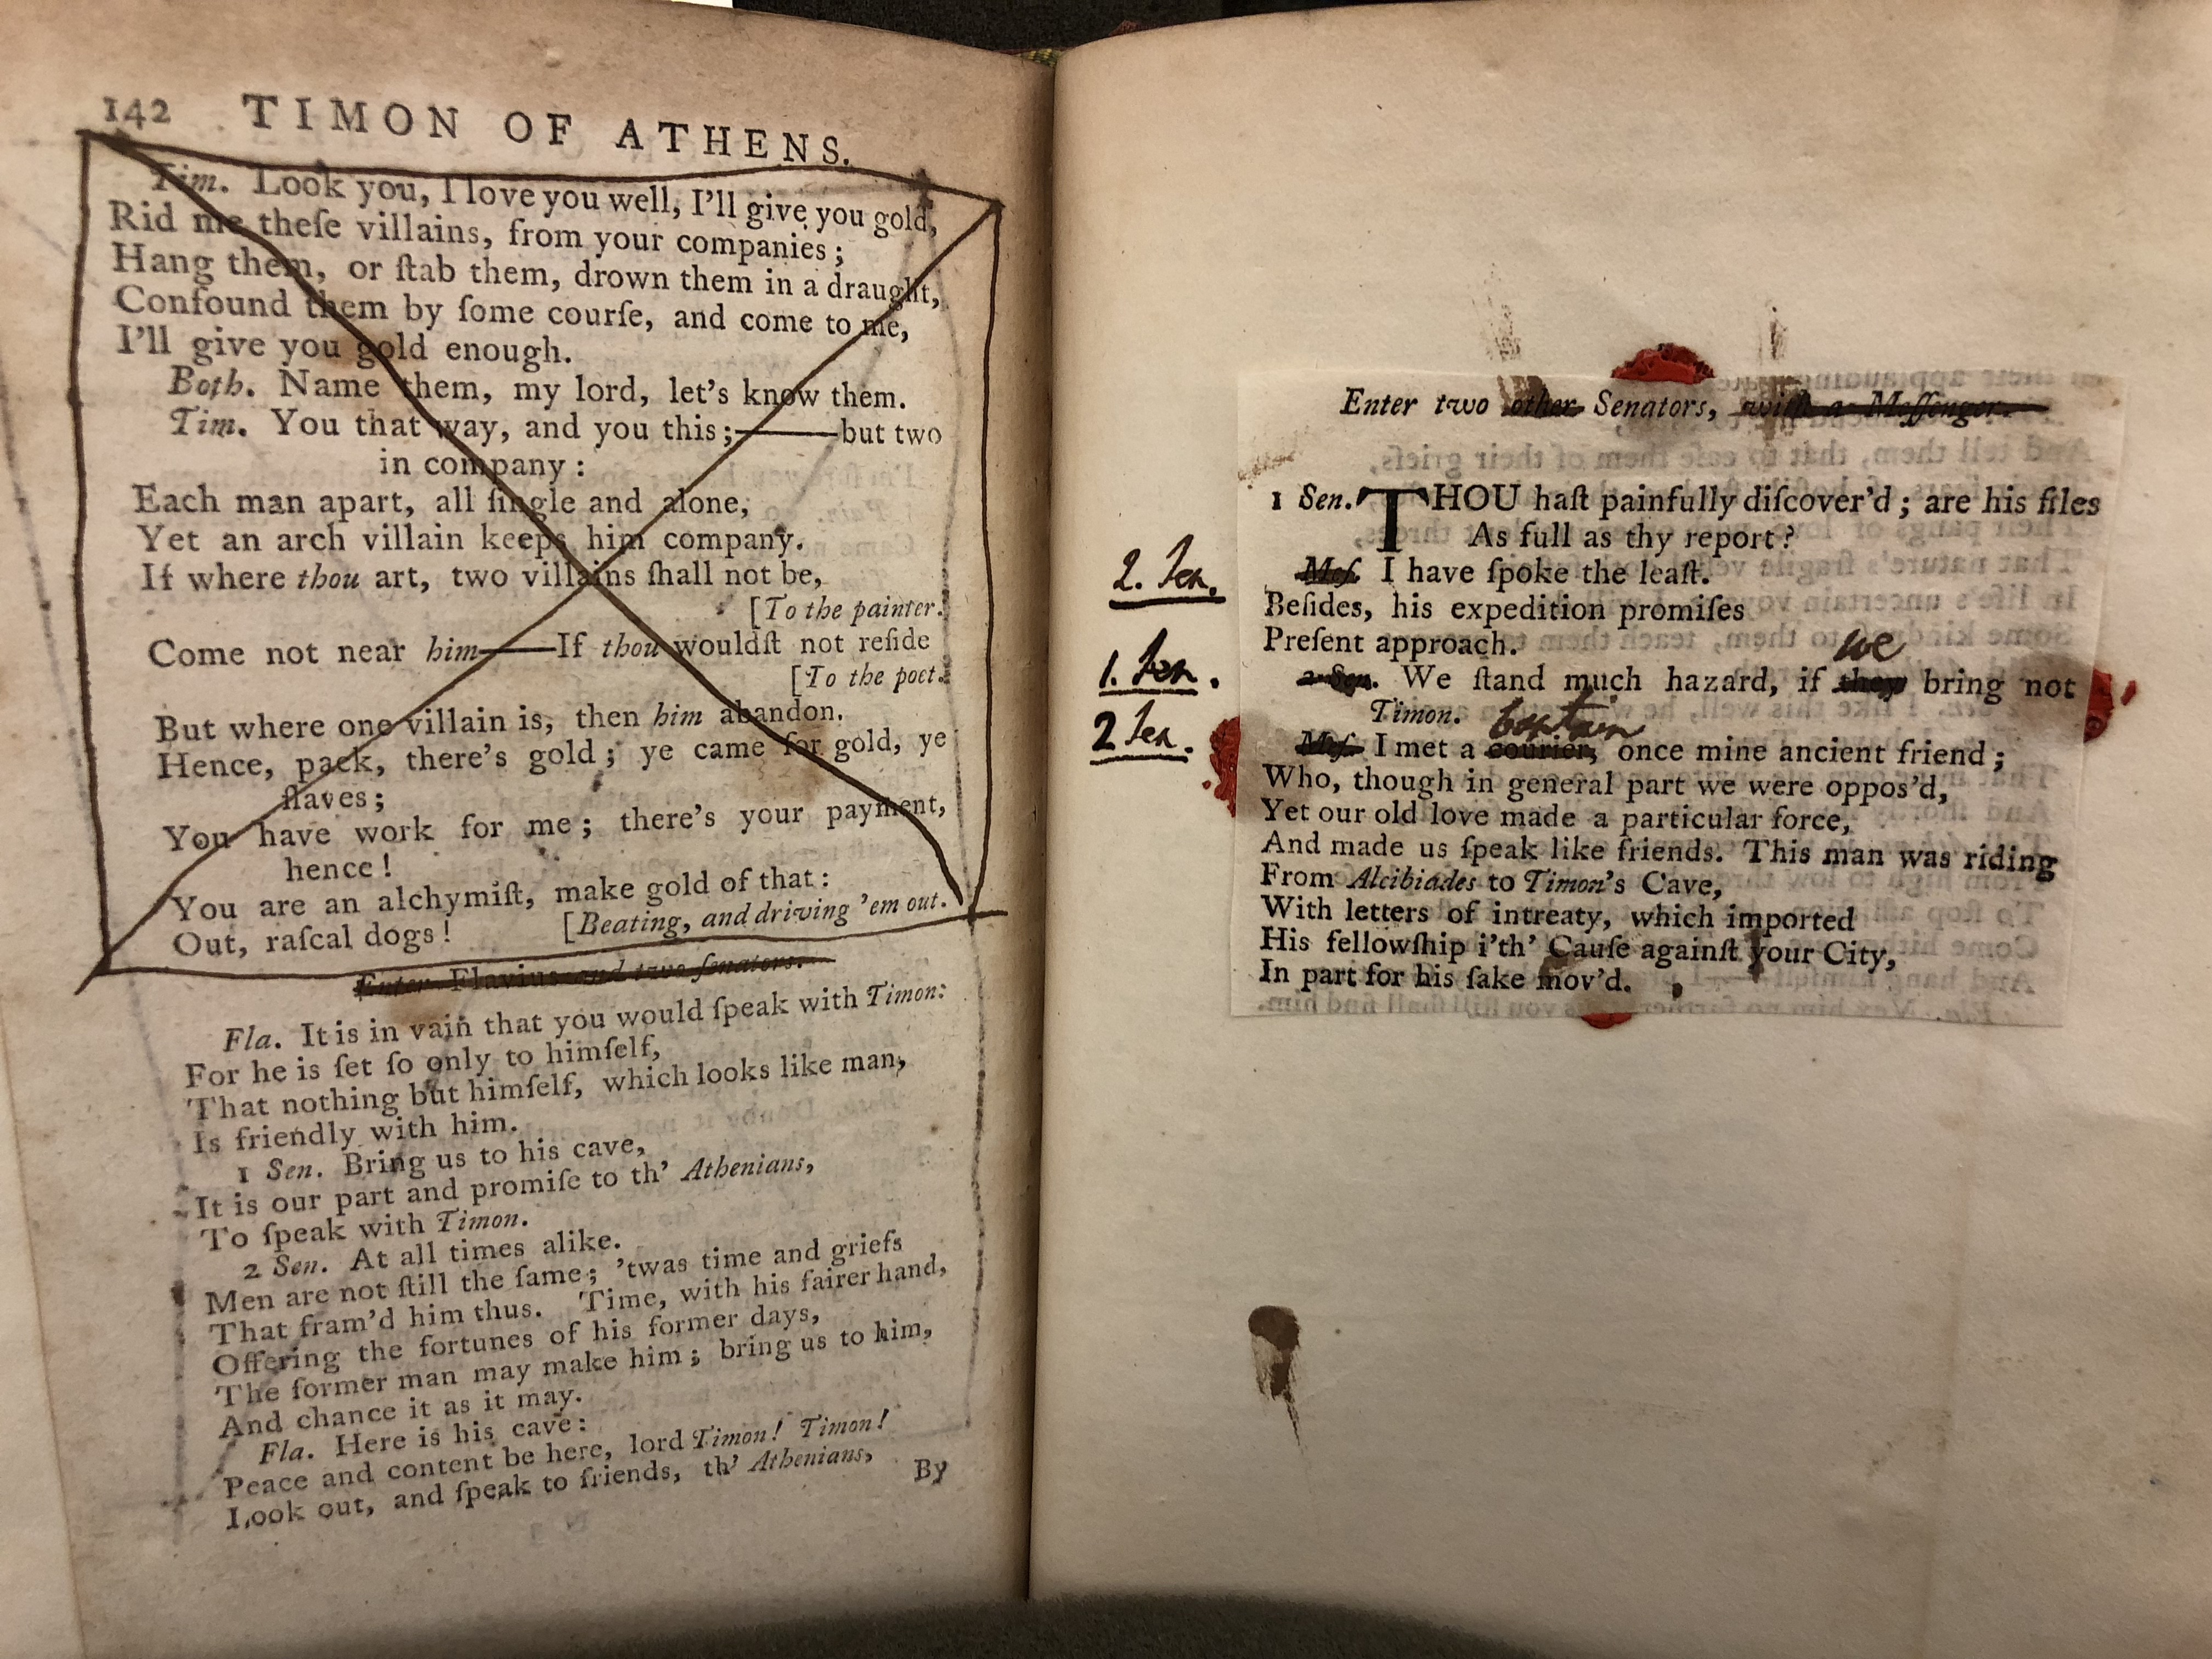 142 TIMON OF ATHENS.
Tim. Look you, I love you well, I'll give you gold,
Rid me theſe villains, from your companies;
Hang them, or ſtab them, drown them in a draught,
Confound them by ſome courſe, and come to me,
I'll give you gold enough.
Both. Name them, my lord, let's know them.
Tim. You that way, and you this;——but two
in company:
Each man apart, all ſingle and alone,
Yet an arch villain keeps him company.
If where thou art, two villains ſhall not be,
[To the painter.
Come not near him——If thou wouldſt not reſide
[To the poet.
But where one villain is, then him abandon.
Hence, pack, there's gold; ye came for gold, ye
ſlaves;
You have work for me; there's your payment,
hence!
You are an alchymiſt, make gold of that:
Out, raſcal dogs! [Beating, and driving 'em out.
Enter Flavius and two ſenators.
Fla. It is in vain that you would ſpeak with Timon:
For he is ſet ſo only to himſelf,
That nothing but himſelf, which looks like man,
Is friendly with him.
1 Sen. Bring us to his cave,
It is our part and promiſe to th' Athenians,
To ſpeak with Timon.
2 Sen. At all times alike.
Men are not ſtill the ſame; 'twas time and griefs
That fram'd him thus. Time, with his fairer hand,
Offering the fortunes of his former days,
The former man may make him; bring us to him,
And chance it as it may.
Fla. Here is his cave:
Peace and content be here, lord Timon! Timon!
Look out, and ſpeak to friends, th' Athenians,
By
Enter two other Senators, with a Meſſenger.
1 Sen. THOU haſt painfully diſcover'd; are his files
As full as thy report?
2. Sen. Meſ. I have ſpoke the leaſt.
Beſides, his expedition promiſes
Preſent approach.
we
1. Sen. 2 Sen. We ſtand much hazard, if they bring not
Timon.
certain
2 Sen. Meſ. I met a courier, once mine ancient friend;
Who, though in general part we were oppos'd,
Yet our old love made a particular force,
And made us ſpeak like friends. This man was riding
From Alcibiades to Timon's Cave,
With letters of intreaty, which imported
His fellowſhip i'th' Cauſe againſt your City,
In part for his ſake mov'd.